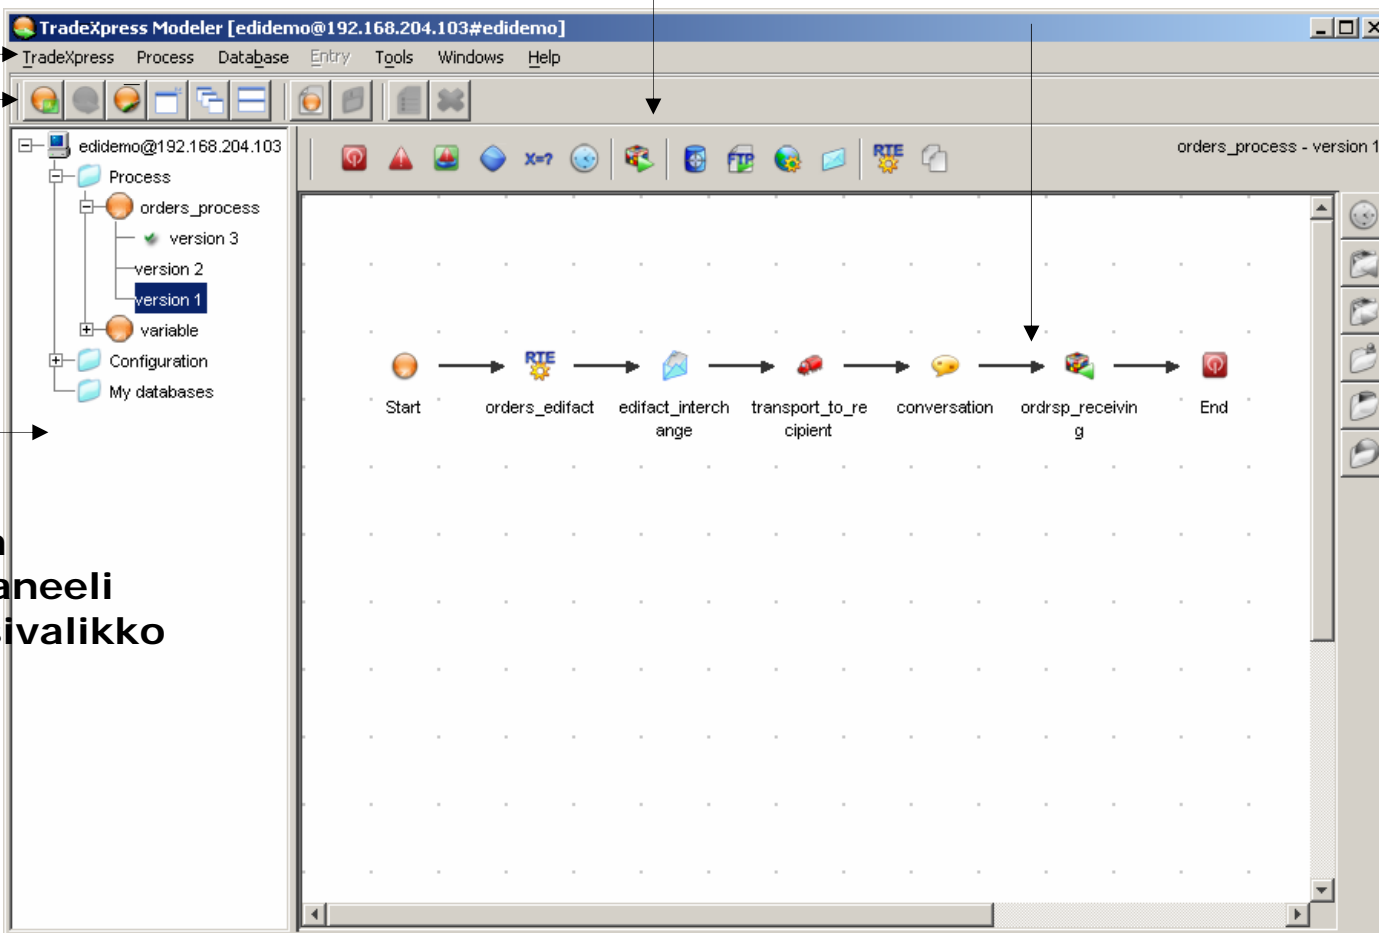 TradeXpress Modeler [edidemo@192.168.204.103#edidemo]
TradeXpress Process Database Entry Tools Windows Help
edidemo@192.168.204.103
Process
orders_process
version 3
version 2
version 1
variable
Configuration
My databases
n
aneeli
sivalikko
X=?
FTP
RTE
orders_process - version 1
RTE
Start
orders_edifact
edifact_interch
ange
transport_to_re
cipient
conversation
ordrsp_receivin
g
End